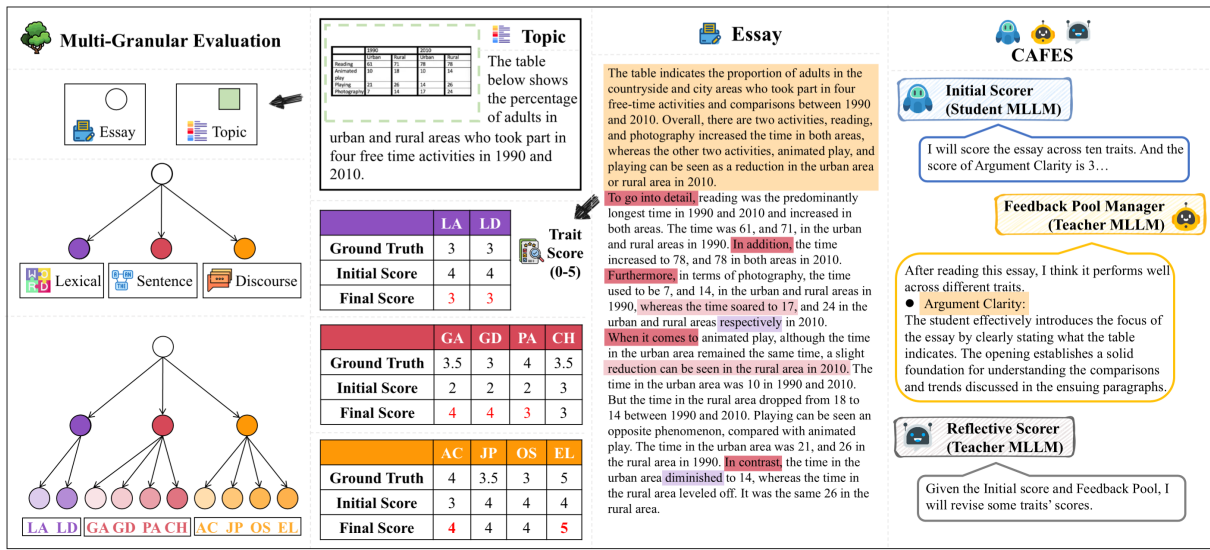 Multi-Granular Evaluation
Essay
Topic
Lexical
Sentence
Discourse
LA LD
GA GD PA CH
AC JP OS EL
1990 2010
Urban Rural Urban Rural
Reading 61 71 78 78
Animated play 10 18 10 14
Playing 21 26 14 26
Photography 7 14 17 24
Topic
The table
below shows
the percentage
of adults in
urban and rural areas who took part in
four free time activities in 1990 and
2010.
Trait
Score
(0-5)
LA LD
Ground Truth 3 3
Initial Score 4 4
Final Score 3 3
GA GD PA CH
Ground Truth 3.5 3 4 3.5
Initial Score 2 2 2 3
Final Score 4 4 3 3
AC JP OS EL
Ground Truth 4 3.5 3 5
Initial Score 3 4 4 4
Final Score 4 4 4 5
Essay
The table indicates the proportion of adults in the
countryside and city areas who took part in four
free-time activities and comparisons between 1990
and 2010. Overall, there are two activities, reading,
and photography increased the time in both areas,
whereas the other two activities, animated play, and
playing can be seen as a reduction in the urban area
or rural area in 2010.
To go into detail, reading was the predominantly
longest time in 1990 and 2010 and increased in
both areas. The time was 61, and 71, in the urban
and rural areas in 1990. In addition, the time
increased to 78, and 78 in both areas in 2010.
Furthermore, in terms of photography, the time
used to be 7, and 14, in the urban and rural areas in
1990, whereas the time soared to 17, and 24 in the
urban and rural areas respectively in 2010.
When it comes to animated play, although the time
in the urban area remained the same time, a slight
reduction can be seen in the rural area in 2010. The
time in the urban area was 10 in 1990 and 2010.
But the time in the rural area dropped from 18 to
14 between 1990 and 2010. Playing can be seen an
opposite phenomenon, compared with animated
play. The time in the urban area was 21, and 26 in
the rural area in 1990. In contrast, the time in the
urban area diminished to 14, whereas the time in
the rural area leveled off. It was the same 26 in the
rural area.
CAFES
Initial Scorer
(Student MLLM)
I will score the essay across ten traits. And the
score of Argument Clarity is 3…
Feedback Pool Manager
(Teacher MLLM)
After reading this essay, I think it performs well
across different traits.
● Argument Clarity:
The student effectively introduces the focus of
the essay by clearly stating what the table
indicates. The opening establishes a solid
foundation for understanding the comparisons
and trends discussed in the ensuing paragraphs.
Reflective Scorer
(Teacher MLLM)
Given the Initial score and Feedback Pool, I
will revise some traits' scores.